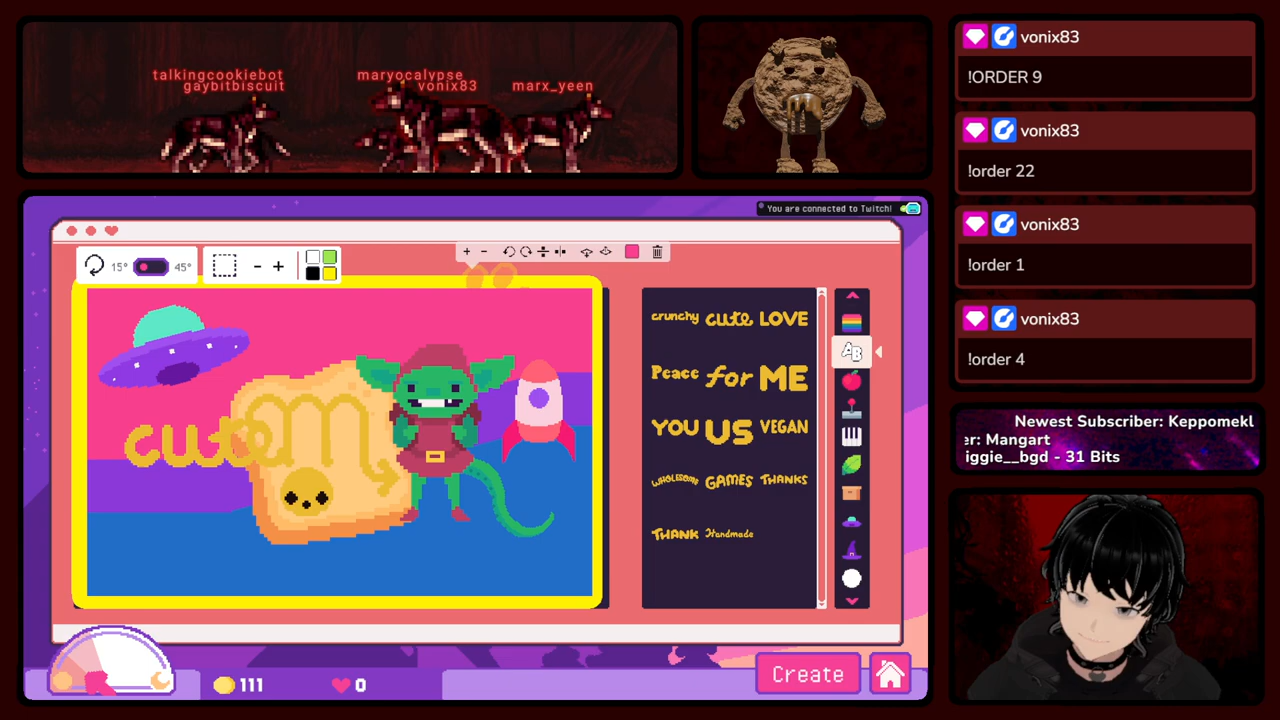 talkingcookiebot
gaybitbiscuit
maryocalypse
vonix83
marx_yeen
You are connected to Twitch!
15° 45°
cute
crunchy cute LOVE
Peace for ME
YOU US VEGAN
WHOLESOME GAMES THANKS
THANK Handmade
AB
111
0
Create
vonix83
!ORDER 9
vonix83
!order 22
vonix83
!order 1
vonix83
!order 4
Newest Subscriber: Keppomekl
er: Mangart
iggie__bgd - 31 Bits